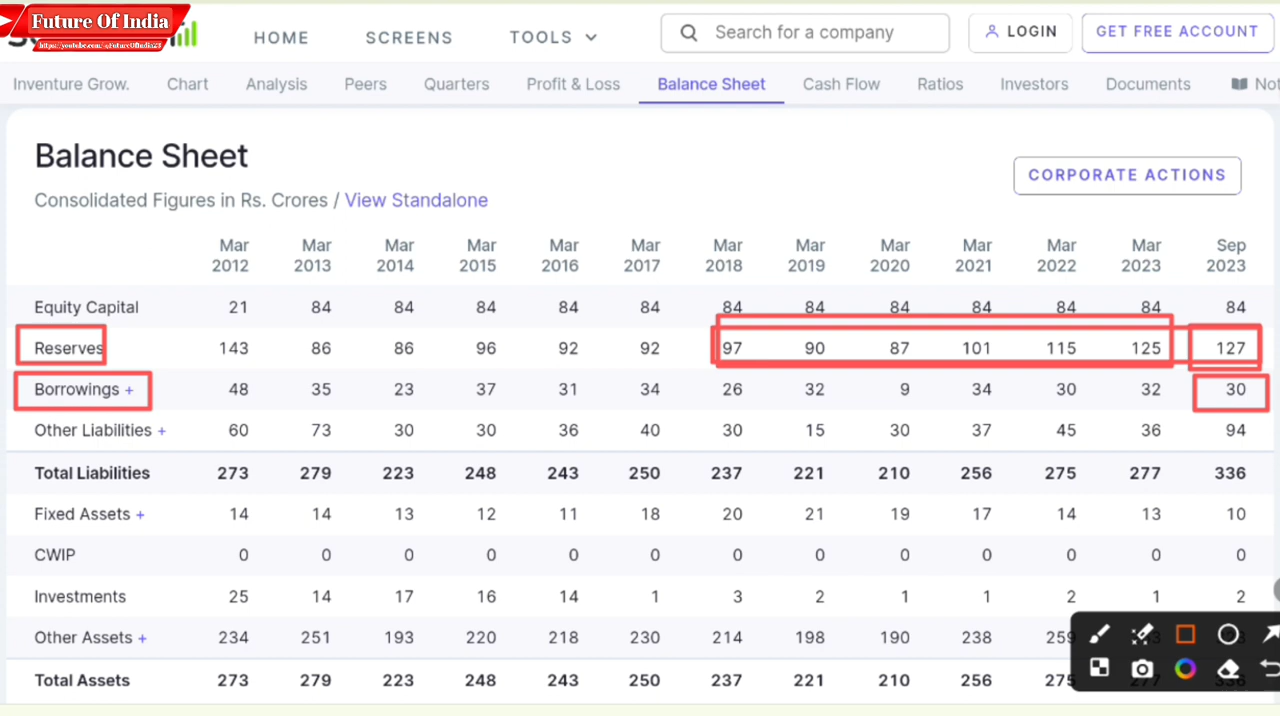 Future Of India
https://youtube.com/@FutureOfIndia23
HOME SCREENS TOOLS Search for a company LOGIN GET FREE ACCOUNT
Inventure Grow. Chart Analysis Peers Quarters Profit & Loss Balance Sheet Cash Flow Ratios Investors Documents Not
Balance Sheet
CORPORATE ACTIONS
Consolidated Figures in Rs. Crores / View Standalone
Mar 2012 Mar 2013 Mar 2014 Mar 2015 Mar 2016 Mar 2017 Mar 2018 Mar 2019 Mar 2020 Mar 2021 Mar 2022 Mar 2023 Sep 2023
Equity Capital 21 84 84 84 84 84 84 84 84 84 84 84 84
Reserves 143 86 86 96 92 92 97 90 87 101 115 125 127
Borrowings + 48 35 23 37 31 34 26 32 9 34 30 32 30
Other Liabilities + 60 73 30 30 36 40 30 15 30 37 45 36 94
Total Liabilities 273 279 223 248 243 250 237 221 210 256 275 277 336
Fixed Assets + 14 14 13 12 11 18 20 21 19 17 14 13 10
CWIP 0 0 0 0 0 0 0 0 0 0 0 0 0
Investments 25 14 17 16 14 1 3 2 1 1 2 1 2
Other Assets + 234 251 193 220 218 230 214 198 190 238 259
Total Assets 273 279 223 248 243 250 237 221 210 256 275 277 336